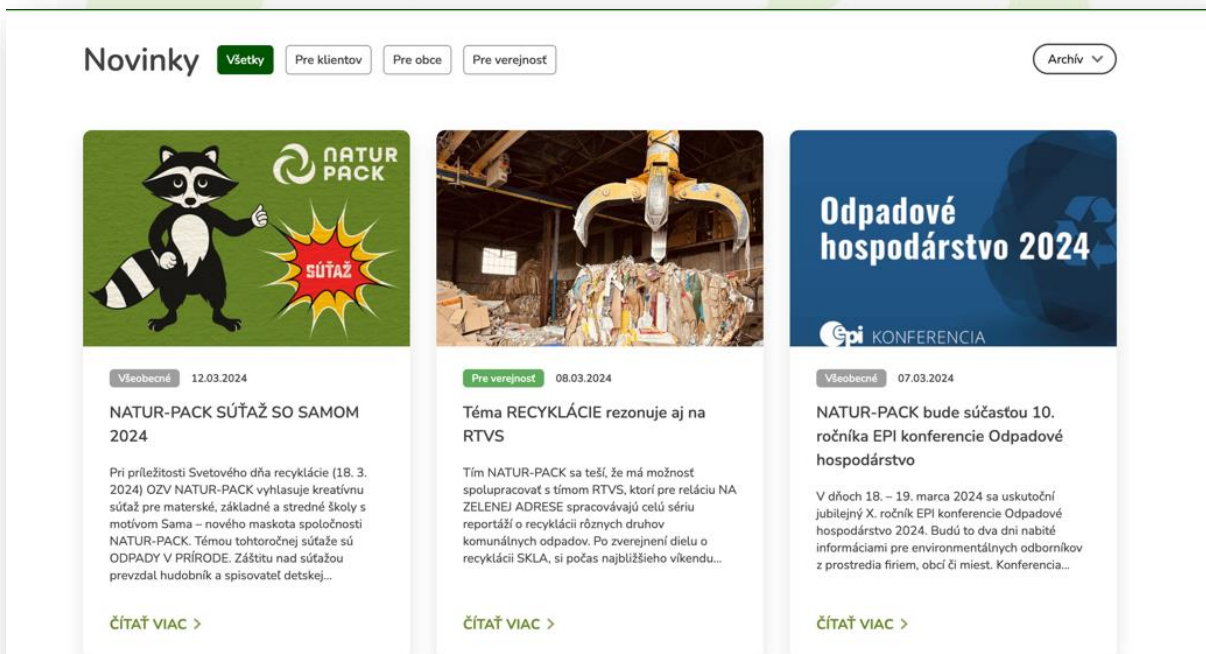 Novinky
Všetky
Pre klientov
Pre obce
Pre verejnosť
Archív
NATUR
PACK
SÚŤAŽ
Odpadové
hospodárstvo 2024
epi KONFERENCIA
Všeobecné 12.03.2024
NATUR-PACK SÚŤAŽ SO SAMOM
2024
Pri príležitosti Svetového dňa recyklácie (18. 3.
2024) OZV NATUR-PACK vyhlasuje kreatívnu
súťaž pre materské, základné a stredné školy s
motívom Sama – nového maskota spoločnosti
NATUR-PACK. Témou tohtoročnej súťaže sú
ODPADY V PRÍRODE. Záštitu nad súťažou
prevzdal hudobník a spisovateľ detskej...
ČÍTAŤ VIAC >
Pre verejnosť 08.03.2024
Téma RECYKLÁCIE rezonuje aj na
RTVS
Tím NATUR-PACK sa teší, že má možnosť
spolupracovať s tímom RTVS, ktorí pre reláciu NA
ZELENEJ ADRESE spracovávajú celú sériu
reportáží o recyklácii rôznych druhov
komunálnych odpadov. Po zverejnení dielu o
recyklácii SKLA, si počas najbližšieho víkendu...
ČÍTAŤ VIAC >
Všeobecné 07.03.2024
NATUR-PACK bude súčasťou 10.
ročníka EPI konferencie Odpadové
hospodárstvo
V dňoch 18. – 19. marca 2024 sa uskutoční
jubilejný X. ročník EPI konferencie Odpadové
hospodárstvo 2024. Budú to dva dni nabité
informáciami pre environmentálnych odborníkov
z prostredia firiem, obcí či miest. Konferencia...
ČÍTAŤ VIAC >